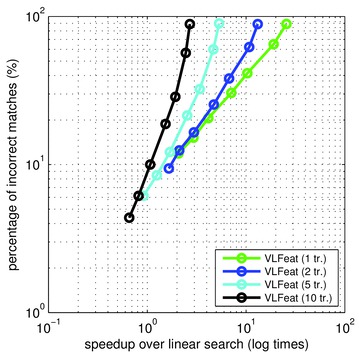 percentage of incorrect matches (%)
10²
10¹
10⁰
VLFeat (1 tr.)
VLFeat (2 tr.)
VLFeat (5 tr.)
VLFeat (10 tr.)
10⁻¹ 10⁰ 10¹ 10²
speedup over linear search (log times)